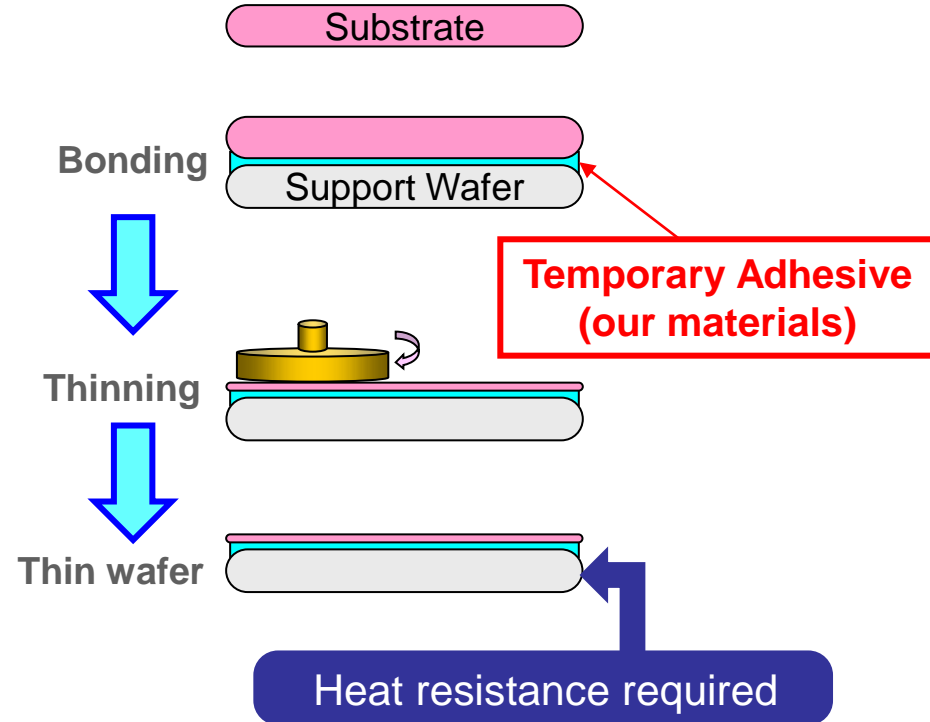 Substrate
Bonding
Support Wafer
Temporary Adhesive
(our materials)
Thinning
Thin wafer
Heat resistance required